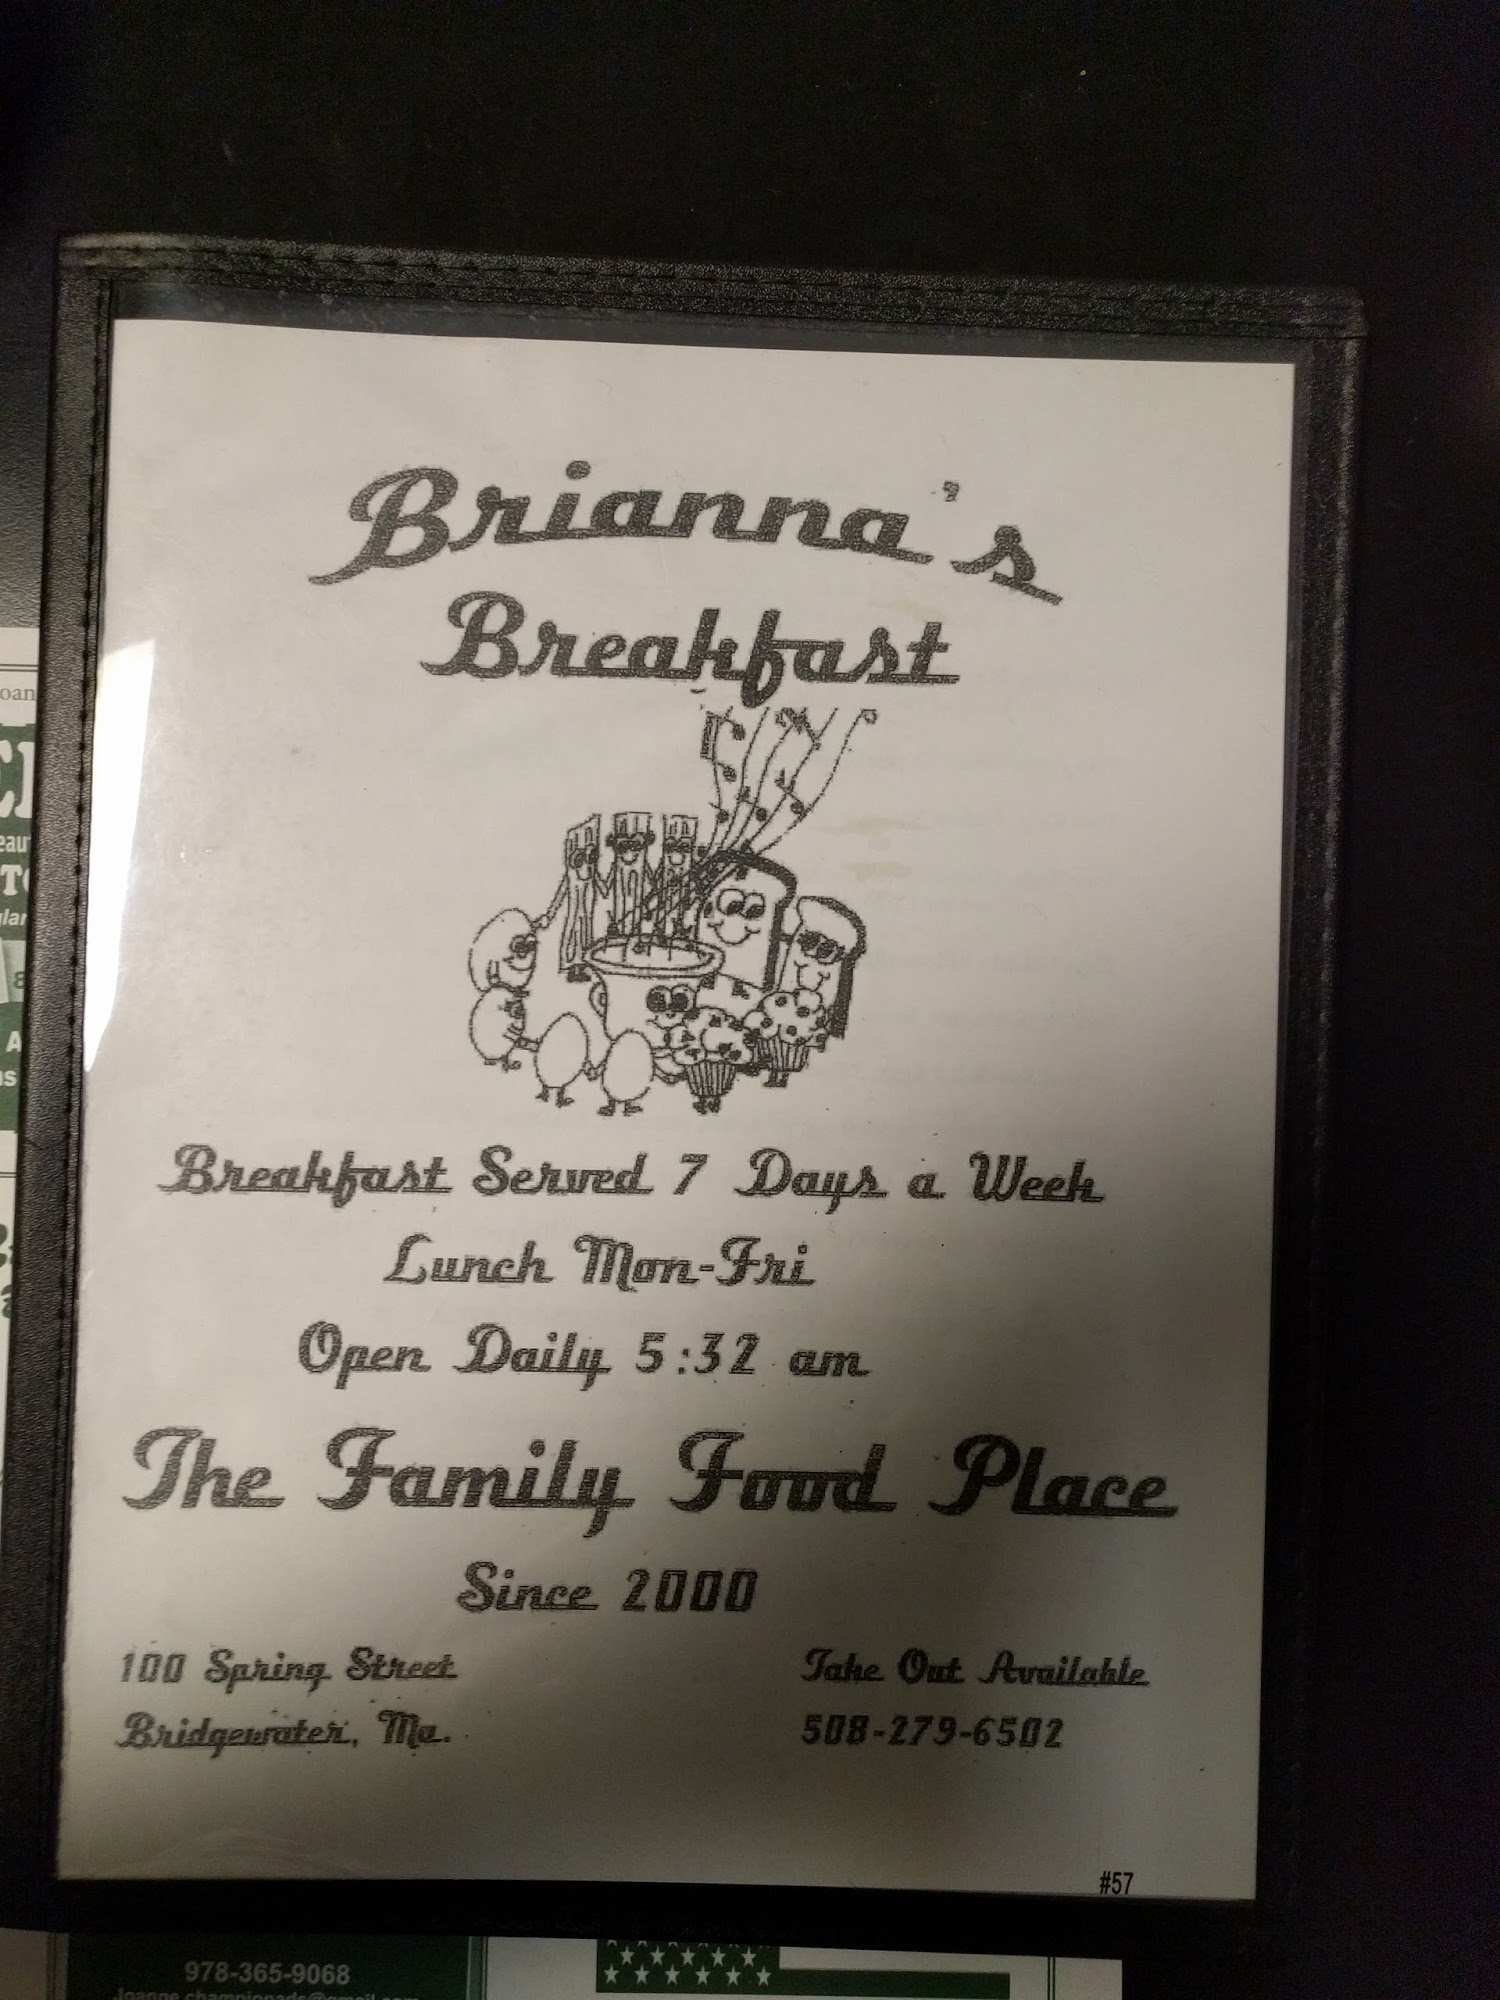 Brianna's
Breakfast
Breakfast Served 7 Days a Week
Lunch Mon-Fri
Open Daily 5:32 am
The Family Food Place
Since 2000
100 Spring Street
Bridgewater, Ma.
Take Out Available
508-279-6502
#57
978-365-9068